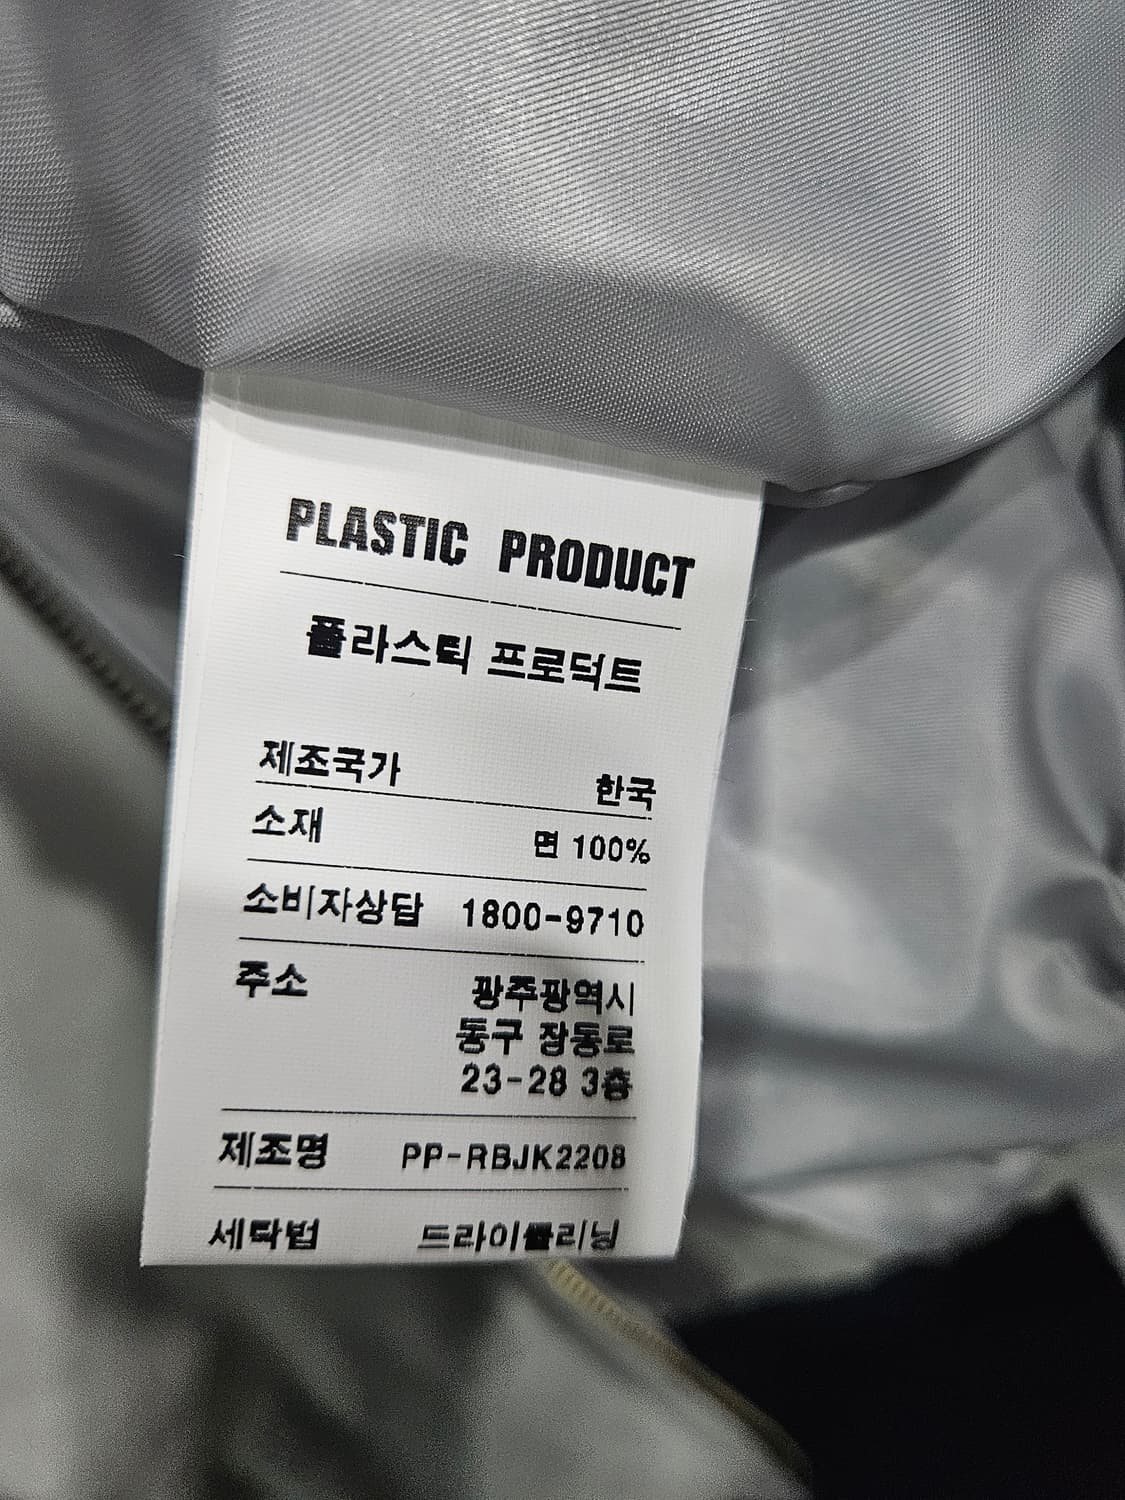 PLASTIC PRODUCT
플라스틱 프로덕트
제조국가 한국
소재 면 100%
소비자상담 1800-9710
주소 광주광역시
동구 장동로
23-28 3층
제조명 PP-RBJK2208
세탁법 드라이클리닝